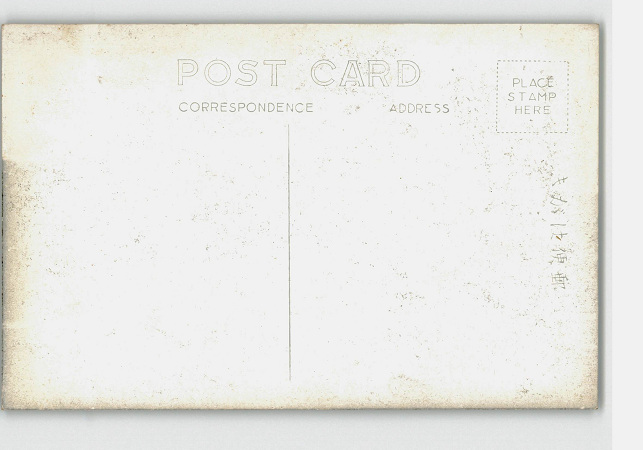 POST CARD
CORRESPONDENCE ADDRESS
PLACE
STAMP
HERE